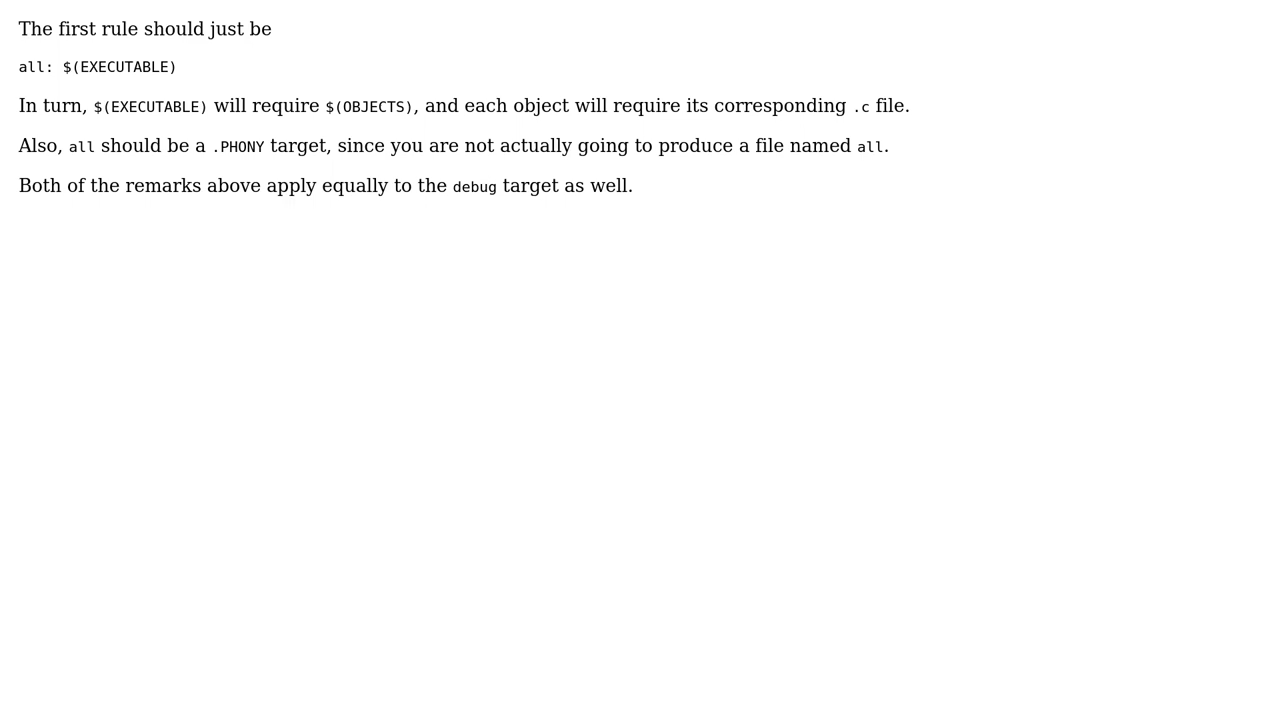 The first rule should just be
all: $(EXECUTABLE)
In turn, $(EXECUTABLE) will require $(OBJECTS), and each object will require its corresponding .c file.
Also, all should be a .PHONY target, since you are not actually going to produce a file named all.
Both of the remarks above apply equally to the debug target as well.